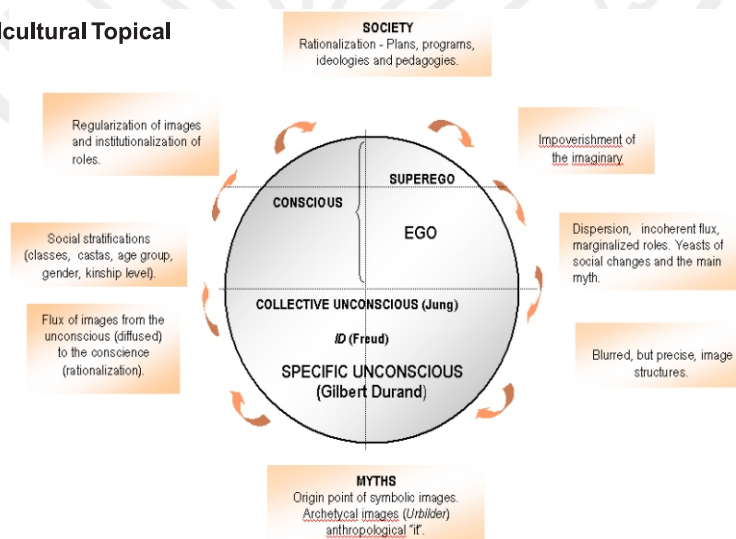 lcultural Topical
SOCIETY
Rationalization - Plans, programs,
ideologies and pedagogies.
Regularization of images
and institutionalization of
roles.
Impoverishment of
the imaginary
SUPEREGO
CONSCIOUS
EGO
Social stratifications
(classes, castas, age group,
gender, kinship level).
Dispersion, incoherent flux,
marginalized roles. Yeasts of
social changes and the main
myth.
COLLECTIVE UNCONSCIOUS (Jung)
Flux of images from the
unconscious (diffused)
to the conscience
(rationalization).
ID (Freud)
SPECIFIC UNCONSCIOUS
(Gilbert Durand)
Blurred, but precise, image
structures.
MYTHS
Origin point of symbolic images.
Archetycal images (Urbilder)
anthropological "it".